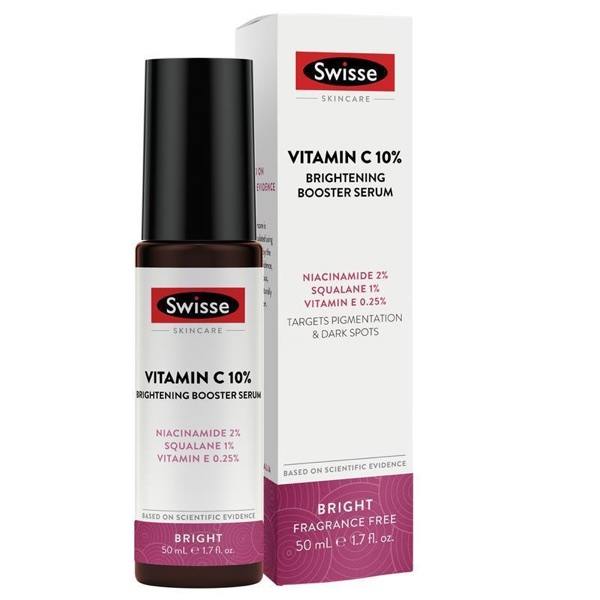 Swisse
SKINCARE
VITAMIN C 10%
BRIGHTENING
BOOSTER SERUM
NIACINAMIDE 2%
SQUALANE 1%
VITAMIN E 0.25%
TARGETS PIGMENTATION
& DARK SPOTS
BASED ON SCIENTIFIC EVIDENCE
BRIGHT
FRAGRANCE FREE
50 mL ℮ 1.7 fl. oz.
Swisse
SKINCARE
VITAMIN C 10%
BRIGHTENING BOOSTER SERUM
NIACINAMIDE 2%
SQUALANE 1%
VITAMIN E 0.25%
BASED ON SCIENTIFIC EVIDENCE
BRIGHT
50 mL ℮ 1.7 fl. oz.
EVIDENCE